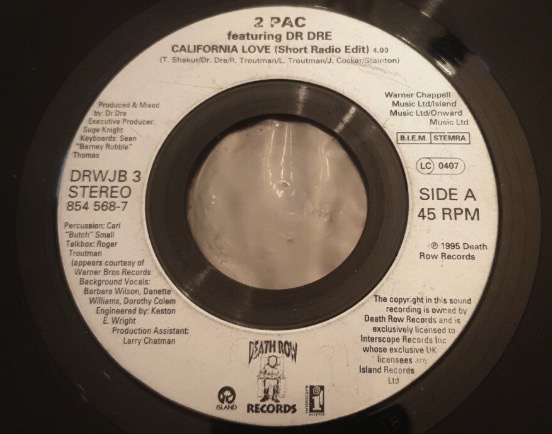 2 PAC
featuring DR DRE
CALIFORNIA LOVE (Short Radio Edit) 4.00
(T. Shakur/Dr. Dre/R. Troutman/L. Troutman/J. Cocker/Stainton)
Produced & Mixed
by: Dr Dre
Executive Producer:
Suge Knight
Keyboards: Sean
"Barney Rubble"
Thomas
DRWJB 3
STEREO
854 568-7
Percussion: Carl
"Butch" Small
Talkbox: Roger
Troutman
(appears courtesy of
Warner Bros Records
Background Vocals:
Barbara Wilson, Danette
Williams, Dorothy Colem
Engineered by: Keston
E. Wright
Production Assistant:
Larry Chatman
Warner Chappell
Music Ltd/Island
Music Ltd/Onward
Music Ltd
B.I.E.M. STEMRA
LC 0407
SIDE A
45 RPM
℗ 1995 Death
Row Records
The copyright in this sound
recording is owned by
Death Row Records and is
exclusively licensed to
Interscope Records Inc
whose exclusive UK
licensees are
Island Records
Ltd
DEATH ROW
RECORDS
ISLAND
INTERSCOPE
RECORDS